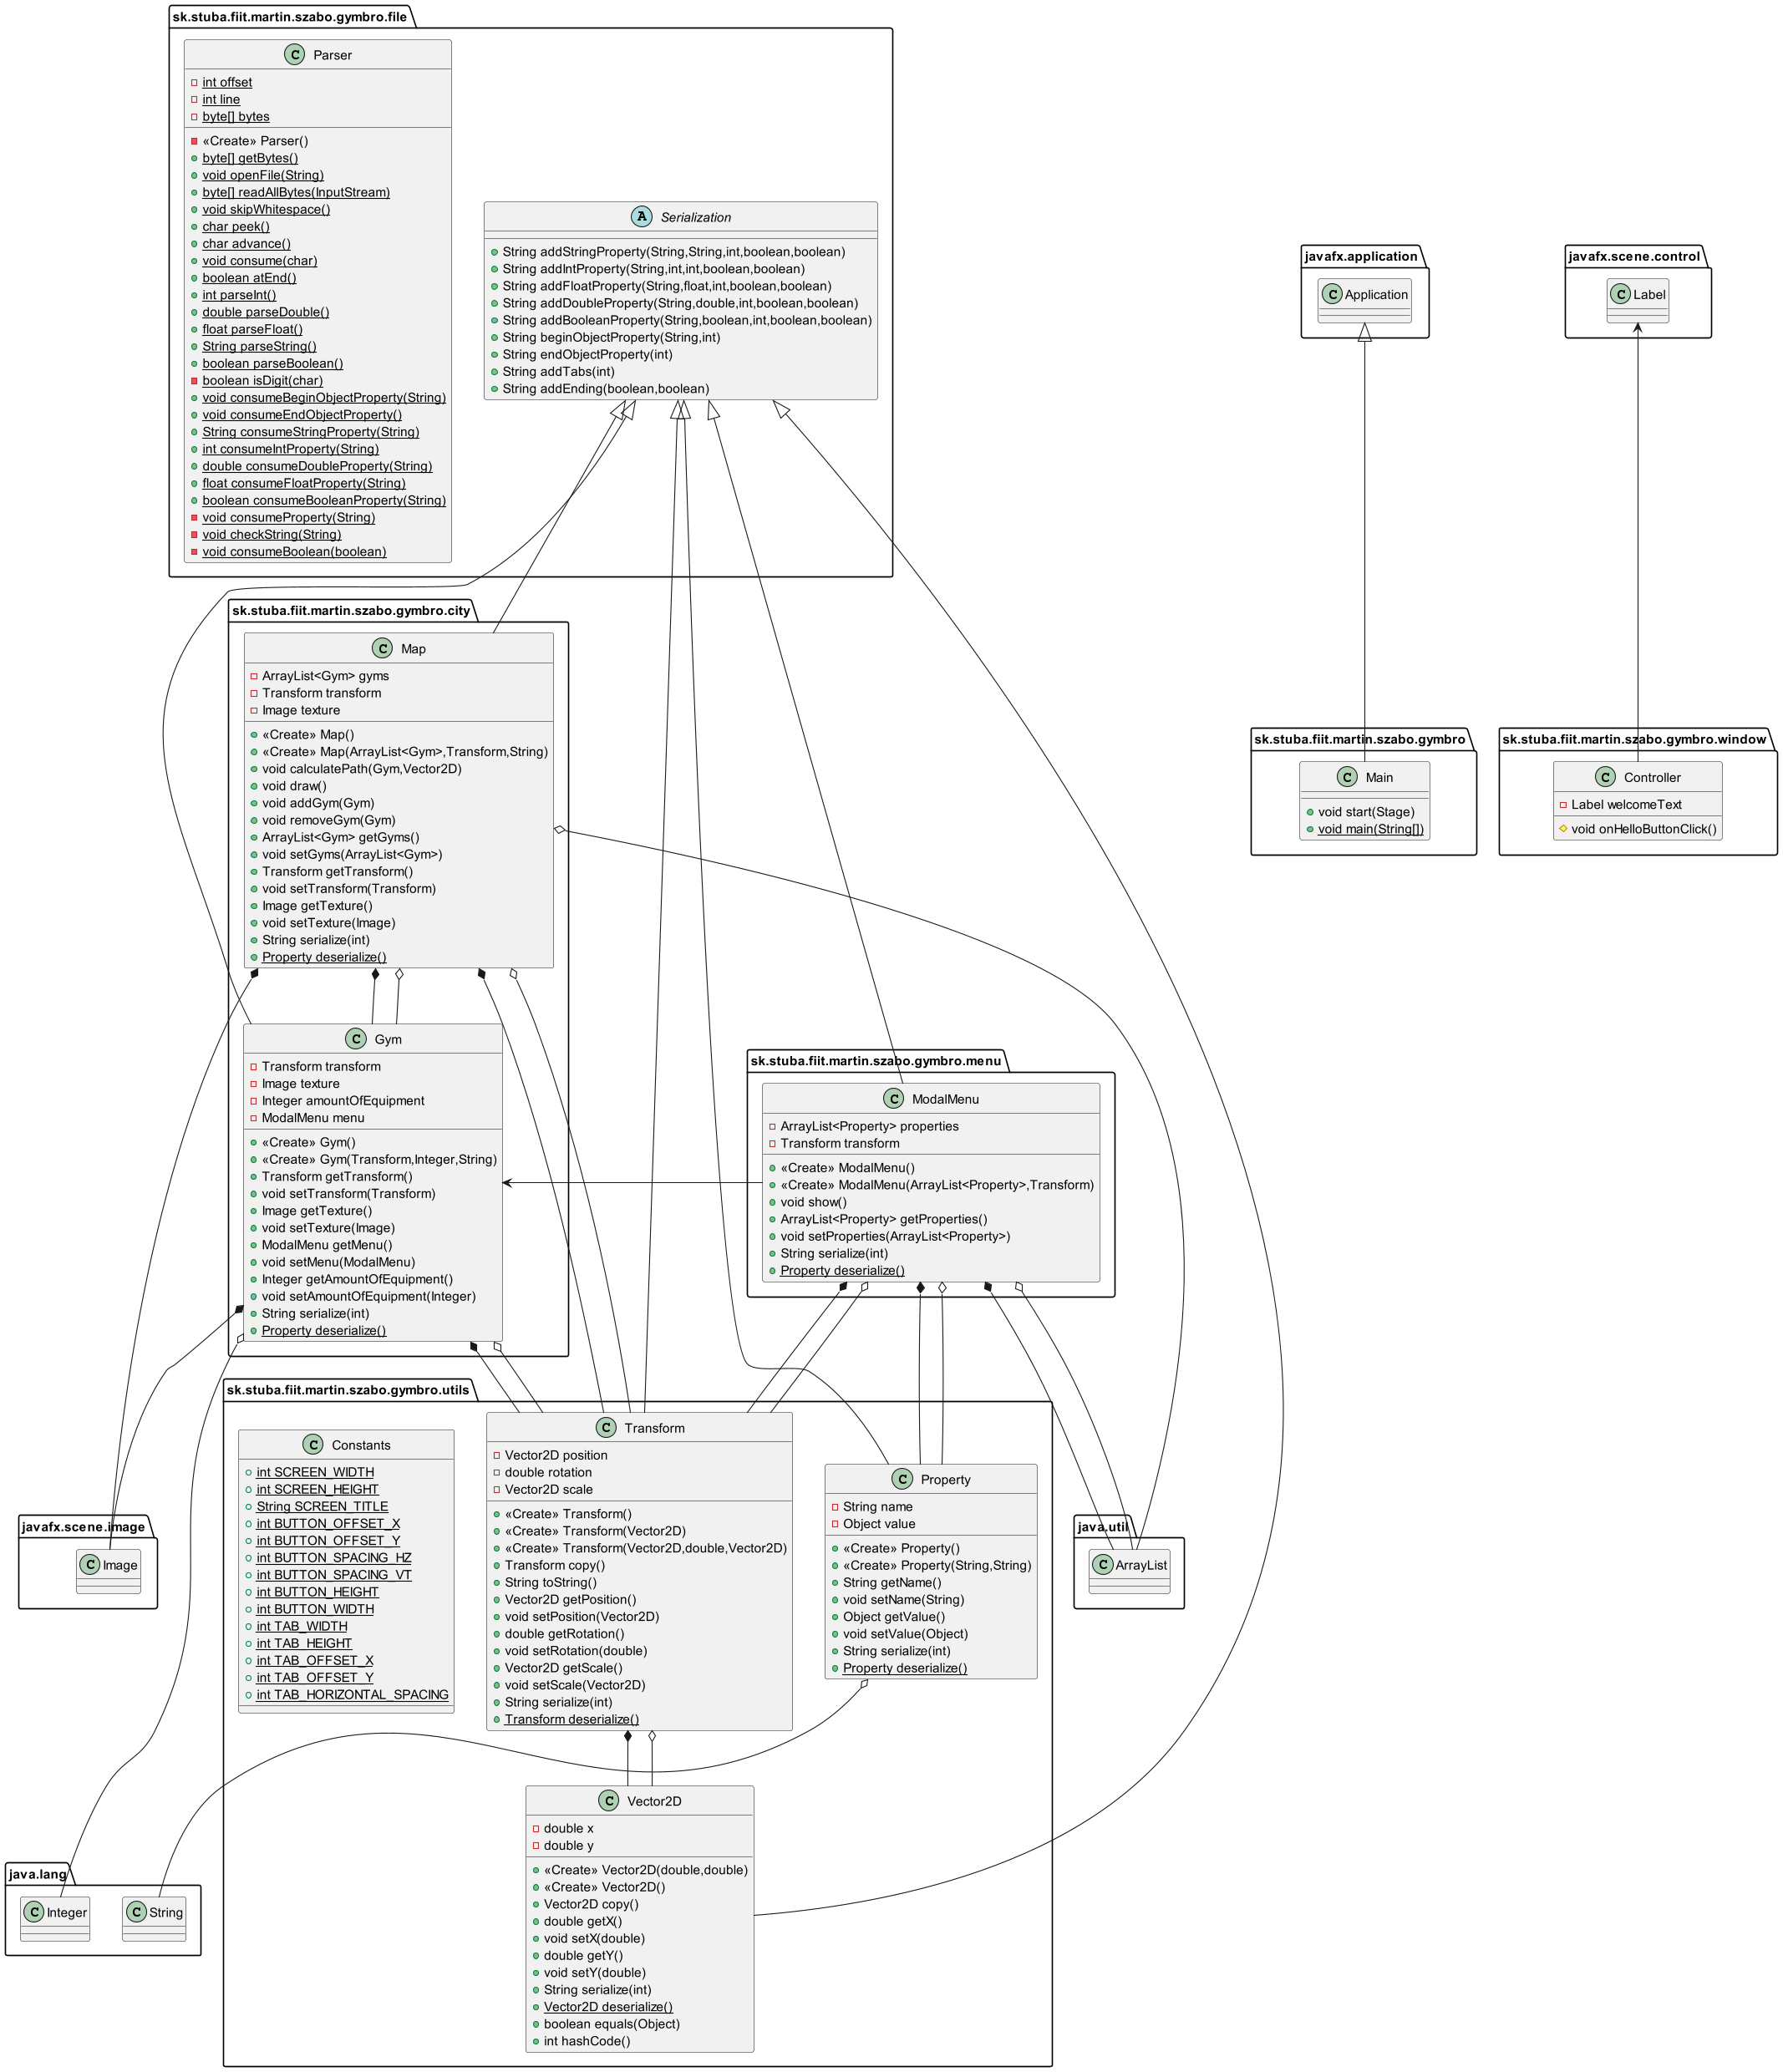 sk.stuba.fiit.martin.szabo.gymbro.file
Parser
int offset
int line
byte[] bytes
«Create» Parser()
byte[] getBytes()
void openFile(String)
byte[] readAllBytes(InputStream)
void skipWhitespace()
char peek()
char advance()
void consume(char)
boolean atEnd()
int parseInt()
double parseDouble()
float parseFloat()
String parseString()
boolean parseBoolean()
boolean isDigit(char)
void consumeBeginObjectProperty(String)
void consumeEndObjectProperty()
String consumeStringProperty(String)
int consumeIntProperty(String)
double consumeDoubleProperty(String)
float consumeFloatProperty(String)
boolean consumeBooleanProperty(String)
void consumeProperty(String)
void checkString(String)
void consumeBoolean(boolean)
Serialization
String addStringProperty(String,String,int,boolean,boolean)
String addIntProperty(String,int,int,boolean,boolean)
String addFloatProperty(String,float,int,boolean,boolean)
String addDoubleProperty(String,double,int,boolean,boolean)
String addBooleanProperty(String,boolean,int,boolean,boolean)
String beginObjectProperty(String,int)
String endObjectProperty(int)
String addTabs(int)
String addEnding(boolean,boolean)
javafx.application
Application
javafx.scene.control
Label
sk.stuba.fiit.martin.szabo.gymbro.city
Map
ArrayList<Gym> gyms
Transform transform
Image texture
«Create» Map()
«Create» Map(ArrayList<Gym>,Transform,String)
void calculatePath(Gym,Vector2D)
void draw()
void addGym(Gym)
void removeGym(Gym)
ArrayList<Gym> getGyms()
void setGyms(ArrayList<Gym>)
Transform getTransform()
void setTransform(Transform)
Image getTexture()
void setTexture(Image)
String serialize(int)
Property deserialize()
sk.stuba.fiit.martin.szabo.gymbro
Main
void start(Stage)
void main(String[])
sk.stuba.fiit.martin.szabo.gymbro.window
Controller
Label welcomeText
void onHelloButtonClick()
Gym
Transform transform
Image texture
Integer amountOfEquipment
ModalMenu menu
«Create» Gym()
«Create» Gym(Transform,Integer,String)
Transform getTransform()
void setTransform(Transform)
Image getTexture()
void setTexture(Image)
ModalMenu getMenu()
void setMenu(ModalMenu)
Integer getAmountOfEquipment()
void setAmountOfEquipment(Integer)
String serialize(int)
Property deserialize()
sk.stuba.fiit.martin.szabo.gymbro.menu
ModalMenu
ArrayList<Property> properties
Transform transform
«Create» ModalMenu()
«Create» ModalMenu(ArrayList<Property>,Transform)
void show()
ArrayList<Property> getProperties()
void setProperties(ArrayList<Property>)
String serialize(int)
Property deserialize()
sk.stuba.fiit.martin.szabo.gymbro.utils
Constants
int SCREEN_WIDTH
int SCREEN_HEIGHT
String SCREEN_TITLE
int BUTTON_OFFSET_X
int BUTTON_OFFSET_Y
int BUTTON_SPACING_HZ
int BUTTON_SPACING_VT
int BUTTON_HEIGHT
int BUTTON_WIDTH
int TAB_WIDTH
int TAB_HEIGHT
int TAB_OFFSET_X
int TAB_OFFSET_Y
int TAB_HORIZONTAL_SPACING
Transform
Vector2D position
double rotation
Vector2D scale
«Create» Transform()
«Create» Transform(Vector2D)
«Create» Transform(Vector2D,double,Vector2D)
Transform copy()
String toString()
Vector2D getPosition()
void setPosition(Vector2D)
double getRotation()
void setRotation(double)
Vector2D getScale()
void setScale(Vector2D)
String serialize(int)
Transform deserialize()
Property
String name
Object value
«Create» Property()
«Create» Property(String,String)
String getName()
void setName(String)
Object getValue()
void setValue(Object)
String serialize(int)
Property deserialize()
javafx.scene.image
Image
java.util
ArrayList
Vector2D
double x
double y
«Create» Vector2D(double,double)
«Create» Vector2D()
Vector2D copy()
double getX()
void setX(double)
double getY()
void setY(double)
String serialize(int)
Vector2D deserialize()
boolean equals(Object)
int hashCode()
java.lang
Integer
String